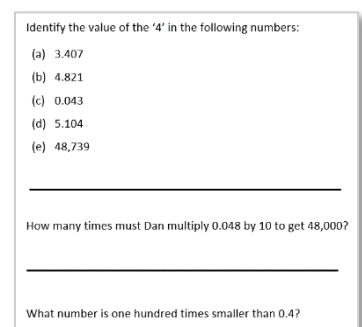 Identify the value of the ‘4’ in the following numbers:
(a) 3.407
(b) 4.821
(c) 0.043
(d) 5.104
(e) 48,739
How many times must Dan multiply 0.048 by 10 to get 48,000?
What number is one hundred times smaller than 0.4?